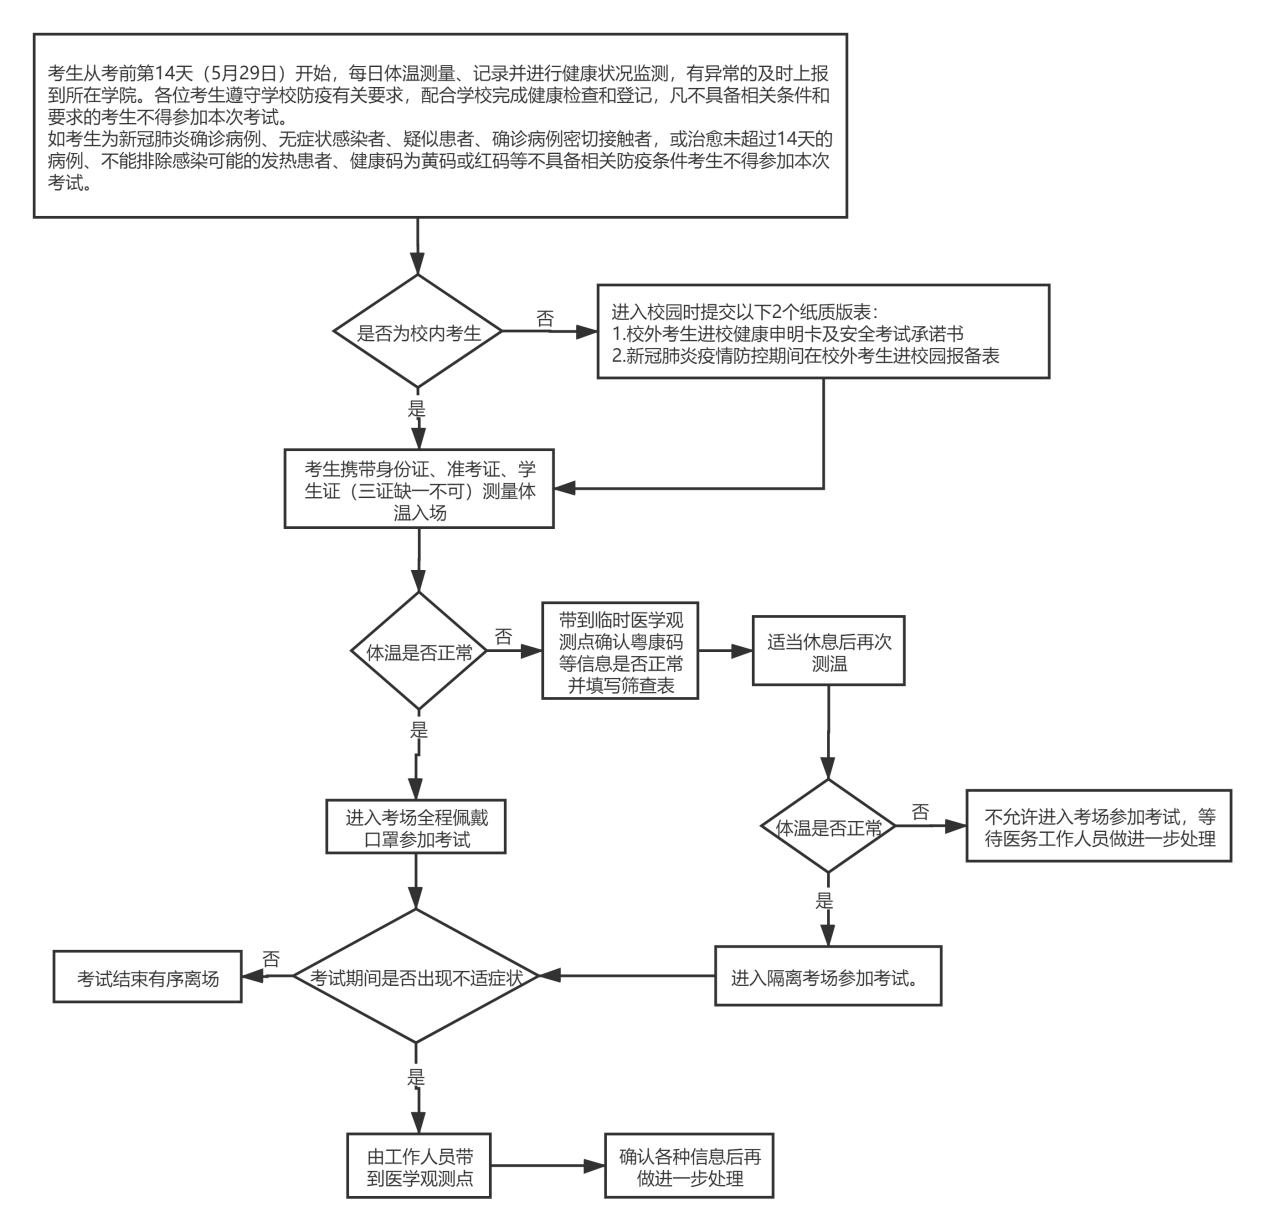 考生从考前第14天（5月29日）开始，每日体温测量、记录并进行健康状况监测，有异常的及时上报
到所在学院。各位考生遵守学校防疫有关要求，配合学校完成健康检查和登记，凡不具备相关条件和
要求的考生不得参加本次考试。
如考生为新冠肺炎确诊病例、无症状感染者、疑似患者、确诊病例密切接触者，或治愈未超过14天的
病例、不能排除感染可能的发热患者、健康码为黄码或红码等不具备相关防疫条件考生不得参加本次
考试。
是否为校内考生
否
进入校园时提交以下2个纸质版表：
1.校外考生进校健康申明卡及安全考试承诺书
2.新冠肺炎疫情防控期间在校外考生进校园报备表
是
考生携带身份证、准考证、学
生证（三证缺一不可）测量体
温入场
体温是否正常
否
带到临时医学观
测点确认粤康码
等信息是否正常
并填写筛查表
适当休息后再次
测温
是
进入考场全程佩戴
口罩参加考试
体温是否正常
否
不允许进入考场参加考试，等
待医务工作人员做进一步处理
是
进入隔离考场参加考试。
考试期间是否出现不适症状
否
考试结束有序离场
是
由工作人员带
到医学观测点
确认各种信息后再
做进一步处理